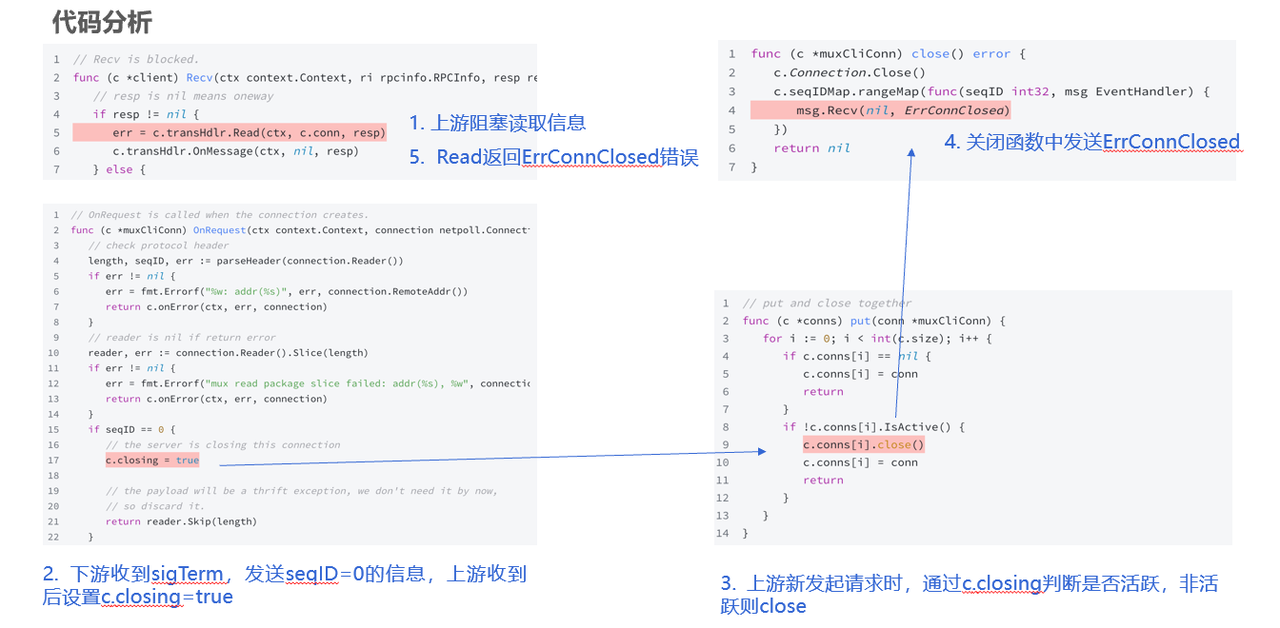 代码分析
1 // Recv is blocked.
2 func (c *client) Recv(ctx context.Context, ri rpcinfo.RPCInfo, resp re
3 // resp is nil means oneway
4 if resp != nil {
5 err = c.transHdlr.Read(ctx, c.conn, resp)
6 c.transHdlr.OnMessage(ctx, nil, resp)
7 } else {
1. 上游阻塞读取信息
5. Read返回ErrConnClosed错误
1 func (c *muxCliConn) close() error {
2 c.Connection.Close()
3 c.seqIDMap.rangeMap(func(seqID int32, msg EventHandler) {
4 msg.Recv(nil, ErrConnClosed)
5 })
6 return nil
7 }
4. 关闭函数中发送ErrConnClosed
1 // OnRequest is called when the connection creates.
2 func (c *muxCliConn) OnRequest(ctx context.Context, connection netpoll.Connect
3 // check protocol header
4 length, seqID, err := parseHeader(connection.Reader())
5 if err != nil {
6 err = fmt.Errorf("%w: addr(%s)", err, connection.RemoteAddr())
7 return c.onError(ctx, err, connection)
8 }
9 // reader is nil if return error
10 reader, err := connection.Reader().Slice(length)
11 if err != nil {
12 err = fmt.Errorf("mux read package slice failed: addr(%s), %w", connectio
13 return c.onError(ctx, err, connection)
14 }
15 if seqID == 0 {
16 // the server is closing this connection
17 c.closing = true
18
19 // the payload will be a thrift exception, we don't need it by now,
20 // so discard it.
21 return reader.Skip(length)
22 }
2. 下游收到sigTerm，发送seqID=0的信息，上游收到
后设置c.closing=true
1 // put and close together
2 func (c *conns) put(conn *muxCliConn) {
3 for i := 0; i < int(c.size); i++ {
4 if c.conns[i] == nil {
5 c.conns[i] = conn
6 return
7 }
8 if !c.conns[i].IsActive() {
9 c.conns[i].close()
10 c.conns[i] = conn
11 return
12 }
13 }
14 }
3. 上游新发起请求时，通过c.closing判断是否活跃，非活
跃则close